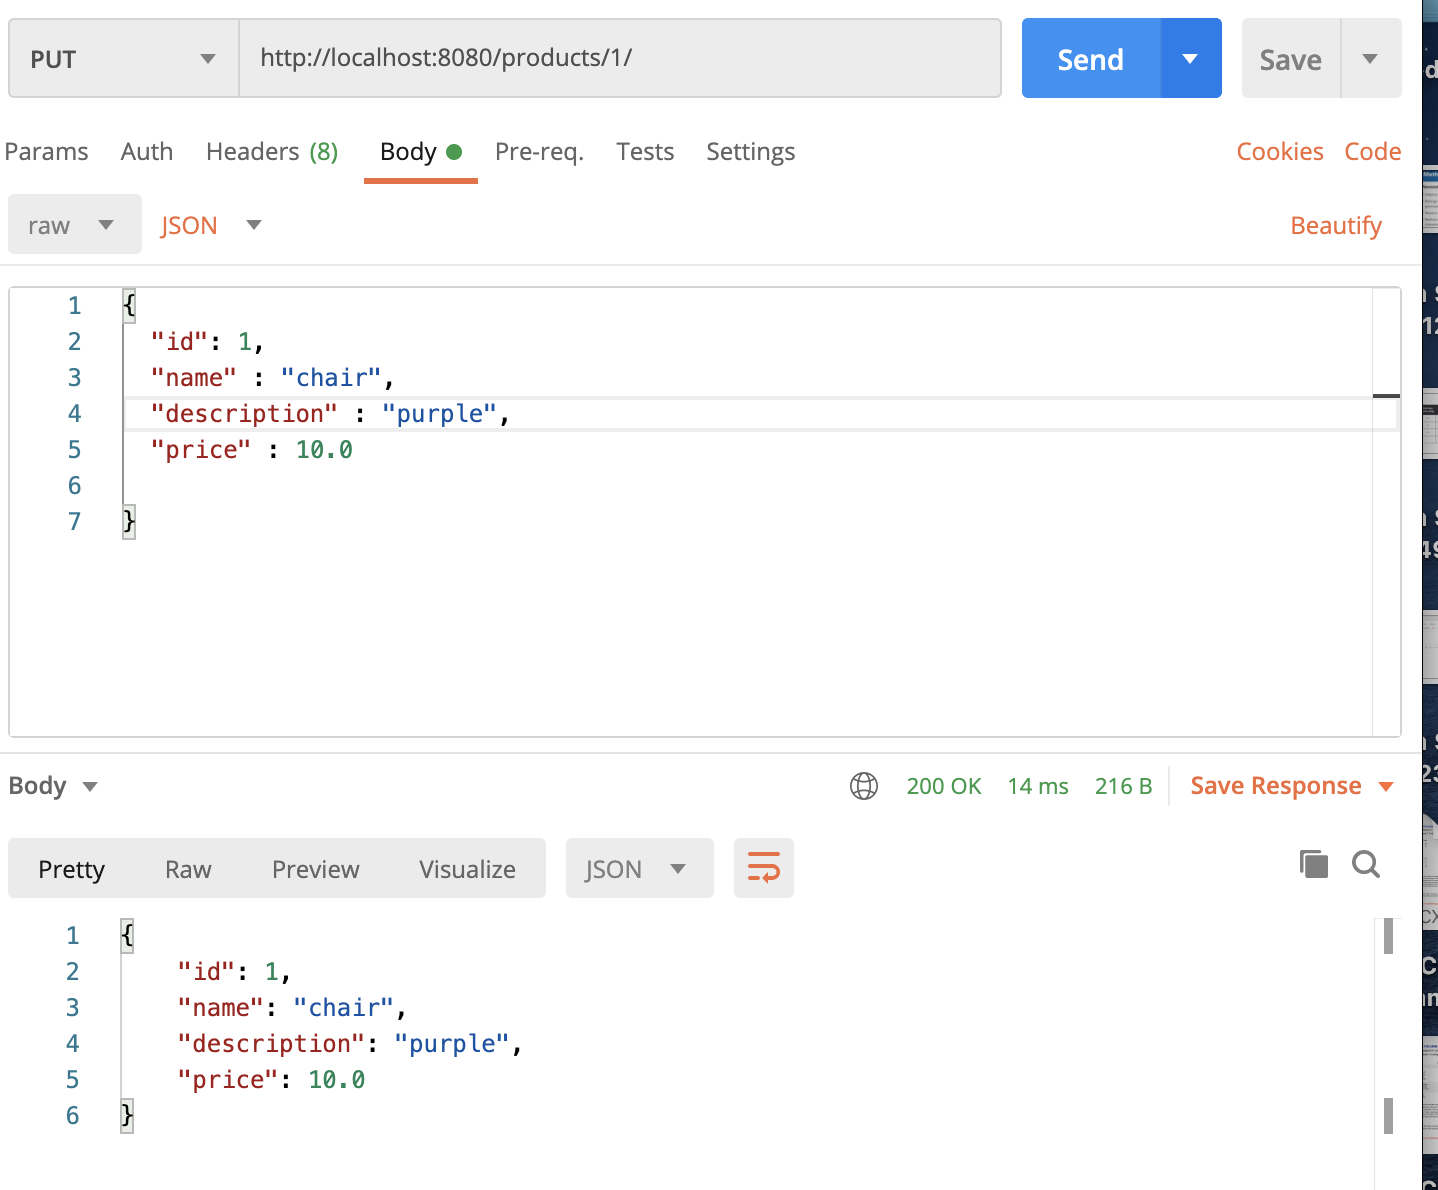 PUT http://localhost:8080/products/1/ Send Save
Params Auth Headers (8) Body Pre-req. Tests Settings Cookies Code
raw JSON Beautify
1 {
2 "id": 1,
3 "name" : "chair",
4 "description" : "purple",
5 "price" : 10.0
6
7 }
Body 200 OK 14 ms 216 B Save Response
Pretty Raw Preview Visualize JSON
1 {
2 "id": 1,
3 "name": "chair",
4 "description": "purple",
5 "price": 10.0
6 }